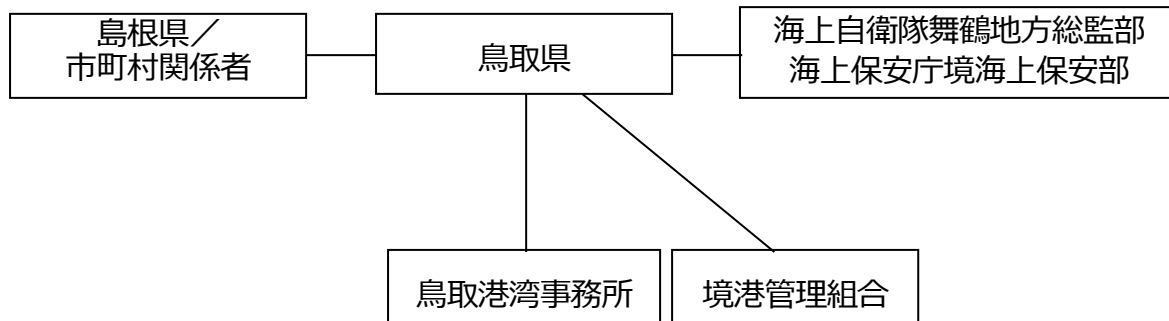 島根県／
市町村関係者
鳥取県
海上自衛隊舞鶴地方総監部
海上保安庁境海上保安部
鳥取港湾事務所
境港管理組合